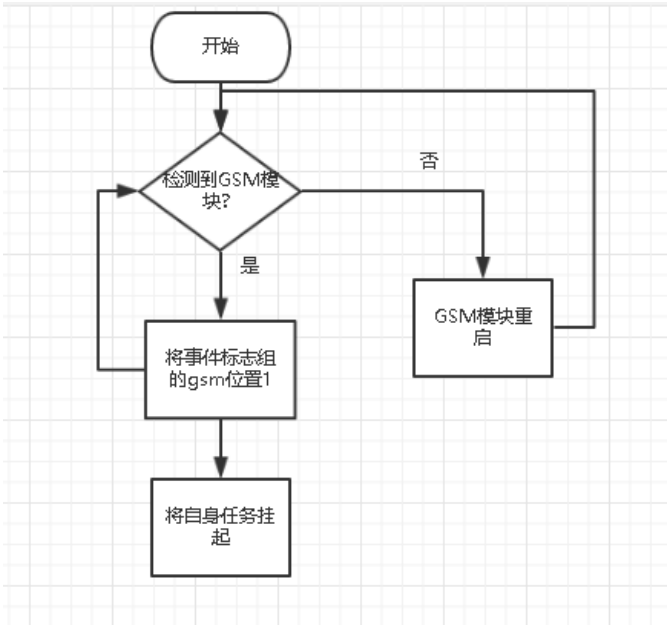 开始
检测到GSM模
块?
否
是
GSM模块重
启
将事件标志组
的gsm位置1
将自身任务挂
起